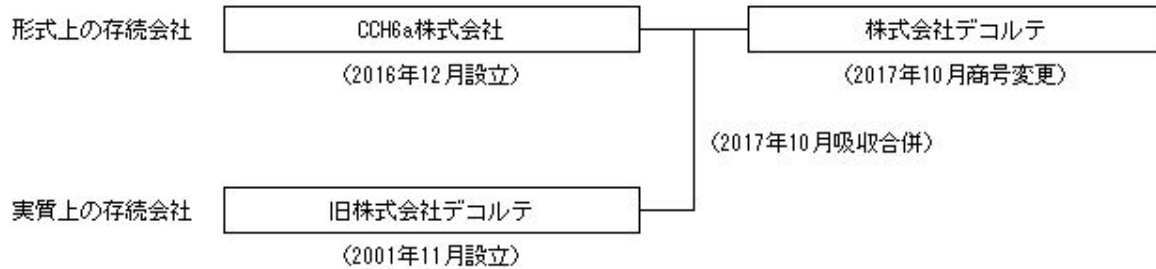 形式上の存続会社
CCH6a株式会社
株式会社デコルテ
(2016年12月設立)
(2017年10月商号変更)
(2017年10月吸収合併)
実質上の存続会社
旧株式会社デコルテ
(2001年11月設立)